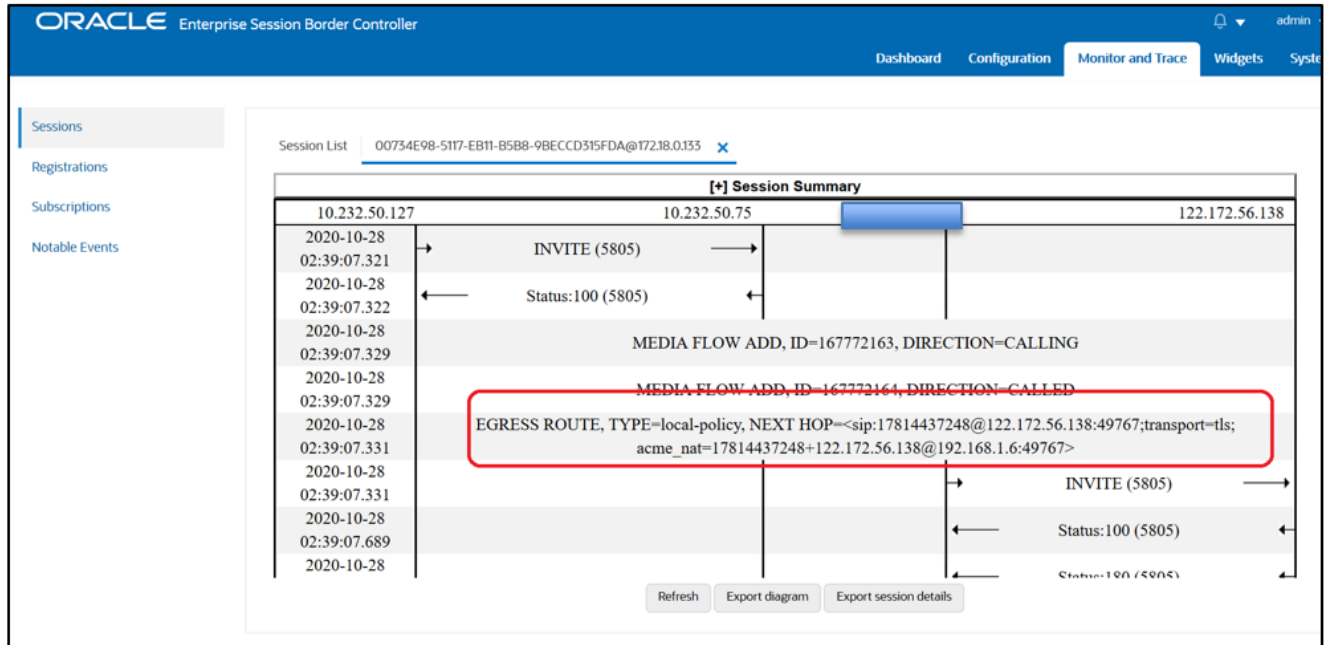 ORACLE Enterprise Session Border Controller
admin
Dashboard Configuration Monitor and Trace Widgets Syste
Sessions
Registrations
Subscriptions
Notable Events
Session List 00734E98-5117-EB11-B5B8-9BECCD315FDA@172.18.0.133
[+] Session Summary
10.232.50.127 10.232.50.75 122.172.56.138
2020-10-28
02:39:07.321
INVITE (5805)
2020-10-28
02:39:07.322
Status:100 (5805)
2020-10-28
02:39:07.329
MEDIA FLOW ADD, ID=167772163, DIRECTION=CALLING
2020-10-28
02:39:07.329
MEDIA FLOW ADD, ID=167772164, DIRECTION=CALLED
2020-10-28
02:39:07.331
EGRESS ROUTE, TYPE=local-policy, NEXT HOP=<sip:17814437248@122.172.56.138:49767;transport=tls;
acme_nat=17814437248+122.172.56.138@192.168.1.6:49767>
2020-10-28
02:39:07.331
INVITE (5805)
2020-10-28
02:39:07.689
Status:100 (5805)
2020-10-28
Status:180 (5805)
Refresh Export diagram Export session details